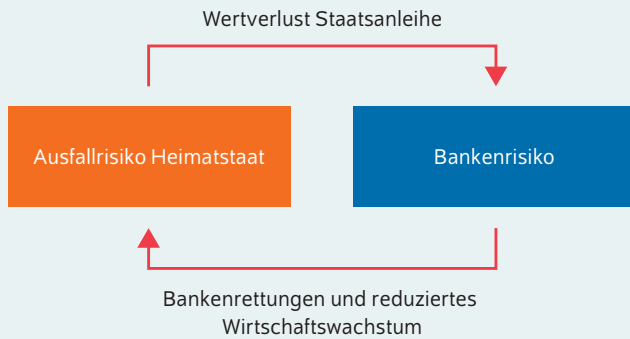 Wertverlust Staatsanleihe
Ausfallrisiko Heimatstaat
Bankenrisiko
Bankenrettungen und reduziertes
Wirtschaftswachstum